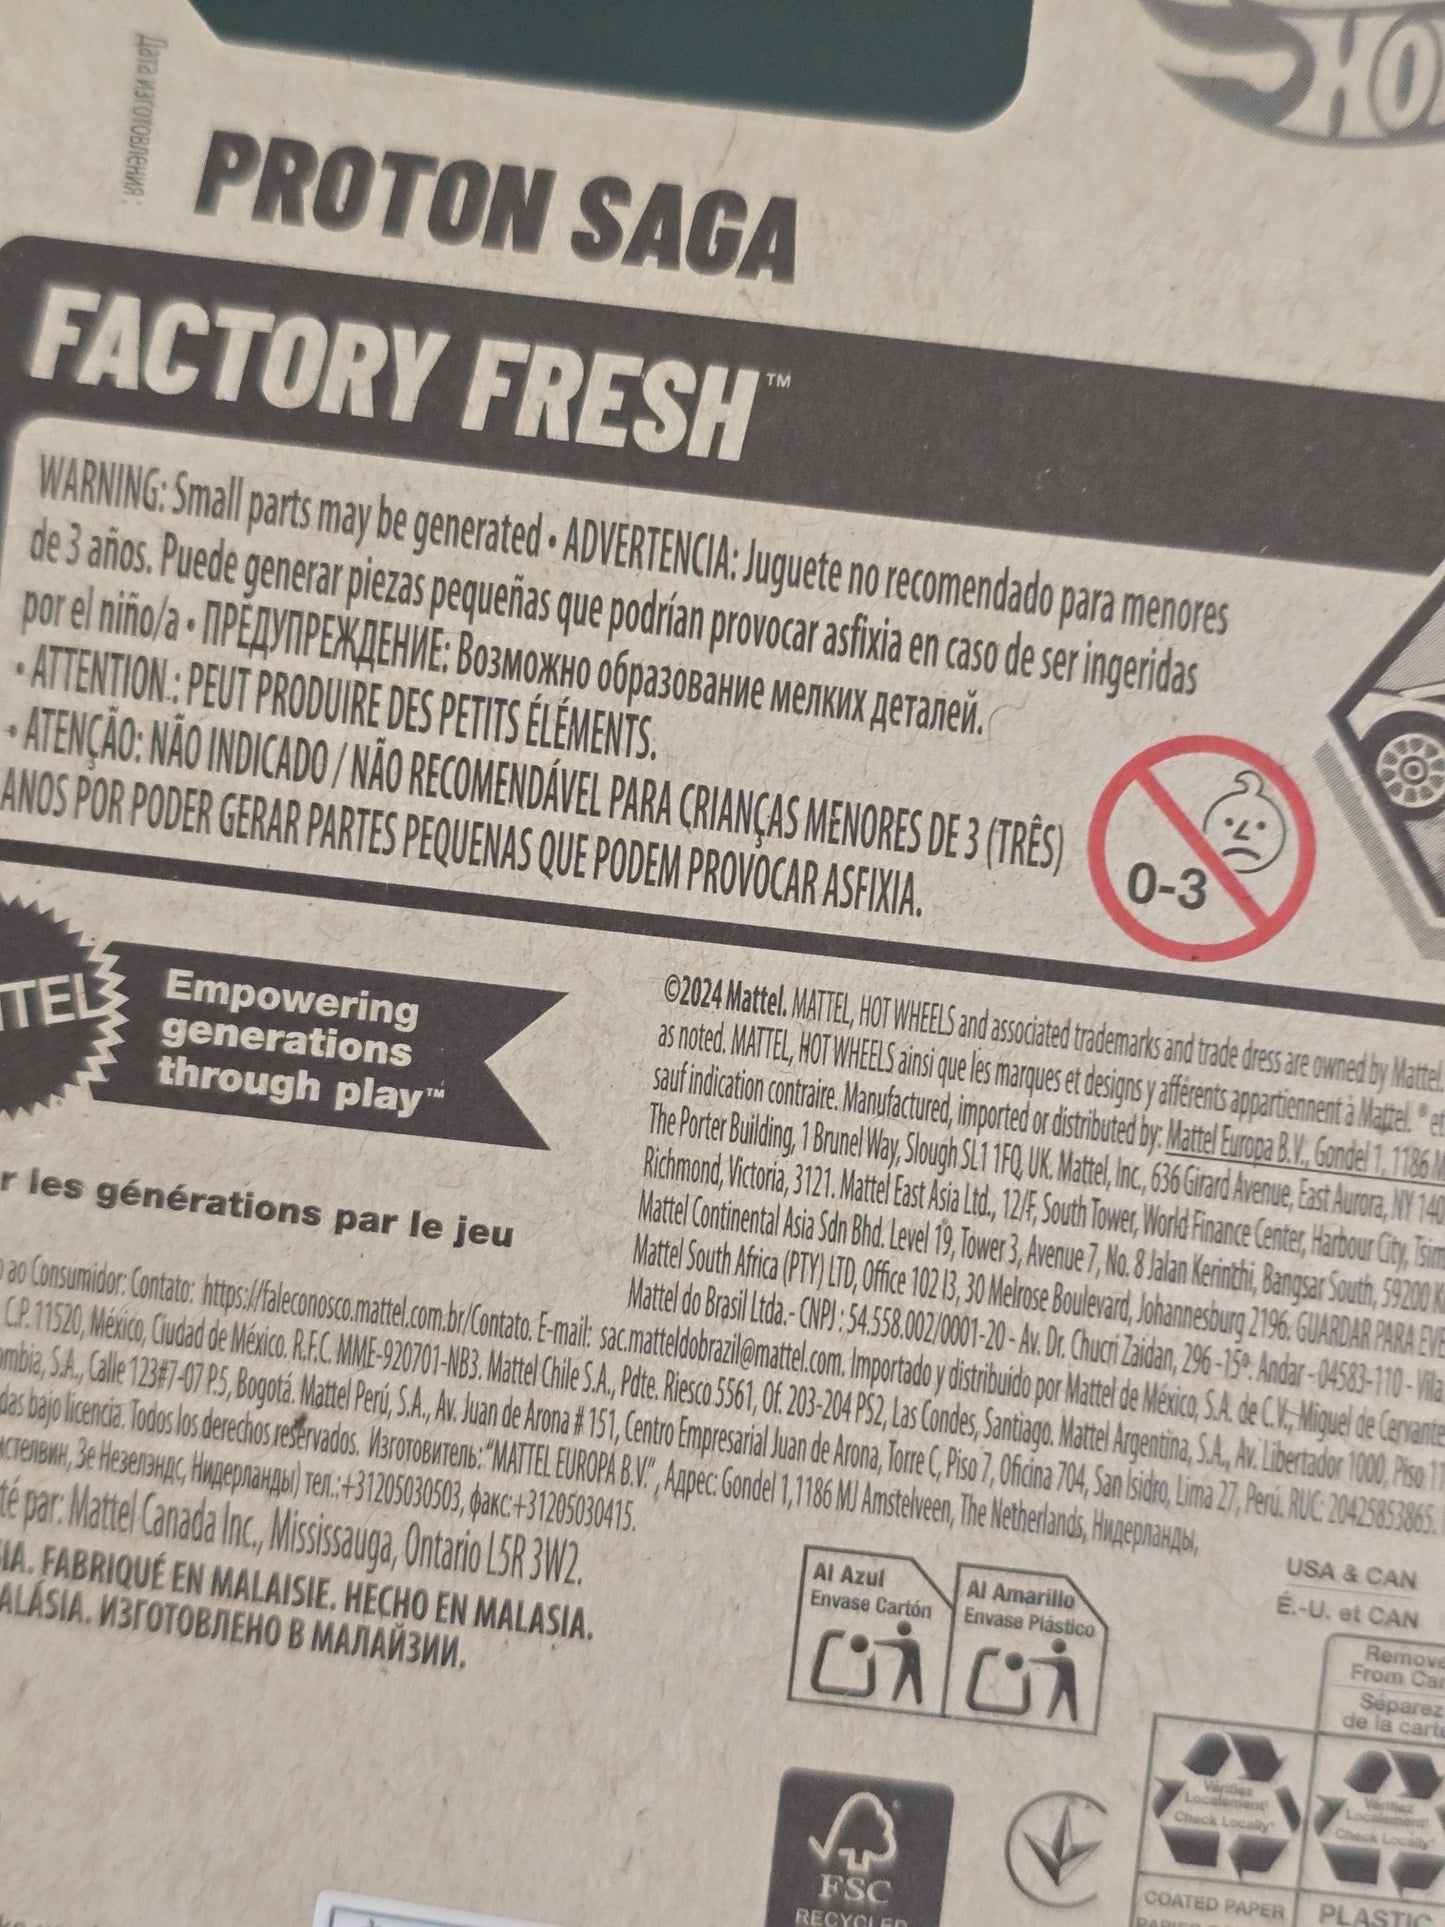 Дата изготовления :
HO
PROTON SAGA
FACTORY FRESH™
WARNING: Small parts may be generated • ADVERTENCIA: Juguete no recomendado para menores
de 3 años. Puede generar piezas pequeñas que podrían provocar asfixia en caso de ser ingeridas
por el niño/a • ПРЕДУПРЕЖДЕНИЕ: Возможно образование мелких деталей.
• ATTENTION : PEUT PRODUIRE DES PETITS ÉLÉMENTS.
• ATENÇÃO: NÃO INDICADO / NÃO RECOMENDÁVEL PARA CRIANÇAS MENORES DE 3 (TRÊS)
ANOS POR PODER GERAR PARTES PEQUENAS QUE PODEM PROVOCAR ASFIXIA.
0-3
TTEL
Empowering
generations
through play™
r les générations par le jeu
©2024 Mattel. MATTEL, HOT WHEELS and associated trademarks and trade dress are owned by Mattel.
as noted. MATTEL, HOT WHEELS ainsi que les marques et designs y afférents appartiennent à Mattel. ® et
sauf indication contraire. Manufactured, imported or distributed by: Mattel Europa B.V., Gondel 1, 1186 M
The Porter Building, 1 Brunel Way, Slough SL1 1FQ, UK. Mattel, Inc., 636 Girard Avenue, East Aurora, NY 140
Richmond, Victoria, 3121. Mattel East Asia Ltd., 12/F, South Tower, World Finance Center, Harbour City, Tsim
Mattel Continental Asia Sdn Bhd. Level 19, Tower 3, Avenue 7, No. 8 Jalan Kerinchi, Bangsar South, 59200 K
Mattel South Africa (PTY) LTD, Office 102 I3, 30 Melrose Boulevard, Johannesburg 2196. GUARDAR PARA EVE
Mattel do Brasil Ltda.- CNPJ : 54.558.002/0001-20 - Av. Dr. Chucri Zaidan, 296 -15º. Andar - 04583-110 - Vila
o ao Consumidor: Contato: https://faleconosco.mattel.com.br/Contato. E-mail: sac.matteldobrazil@mattel.com. Importado y distribuido por Mattel de México, S.A. de C.V., Miguel de Cervante
C.P. 11520, México, Ciudad de México. R.F.C. MME-920701-NB3. Mattel Chile S.A., Pdte. Riesco 5561, Of. 203-204 PS2, Las Condes, Santiago. Mattel Argentina, S.A., Av. Libertador 1000, Piso 11
ombia, S.A., Calle 123#7-07 P.5, Bogotá. Mattel Perú, S.A., Av. Juan de Arona # 151, Centro Empresarial Juan de Arona, Torre C, Piso 7, Oficina 704, San Isidro, Lima 27, Perú. RUC: 20425853865.
das bajo licencia. Todos los derechos reservados. Изготовитель: "MATTEL EUROPA B.V.", Адрес: Gondel 1, 1186 MJ Amstelveen, The Netherlands, Нидерланды,
стелвин, Зе Незелэндс, Нидерланды) тел.:+31205030503, факс:+31205030415.
té par: Mattel Canada Inc., Mississauga, Ontario L5R 3W2.
IA. FABRIQUÉ EN MALAISIE. HECHO EN MALASIA.
ALÁSIA. ИЗГОТОВЛЕНО В МАЛАЙЗИИ.
Al Azul
Envase Cartón
Al Amarillo
Envase Plástico
USA & CAN
É.-U. et CAN
Remove
From Car
Séparez
de la carte
Vérifiez
Localement!
Check Locally*
Vérifiez
Localement!
Check Locally*
COATED PAPER
PLASTIC
FSC
RECYCLED